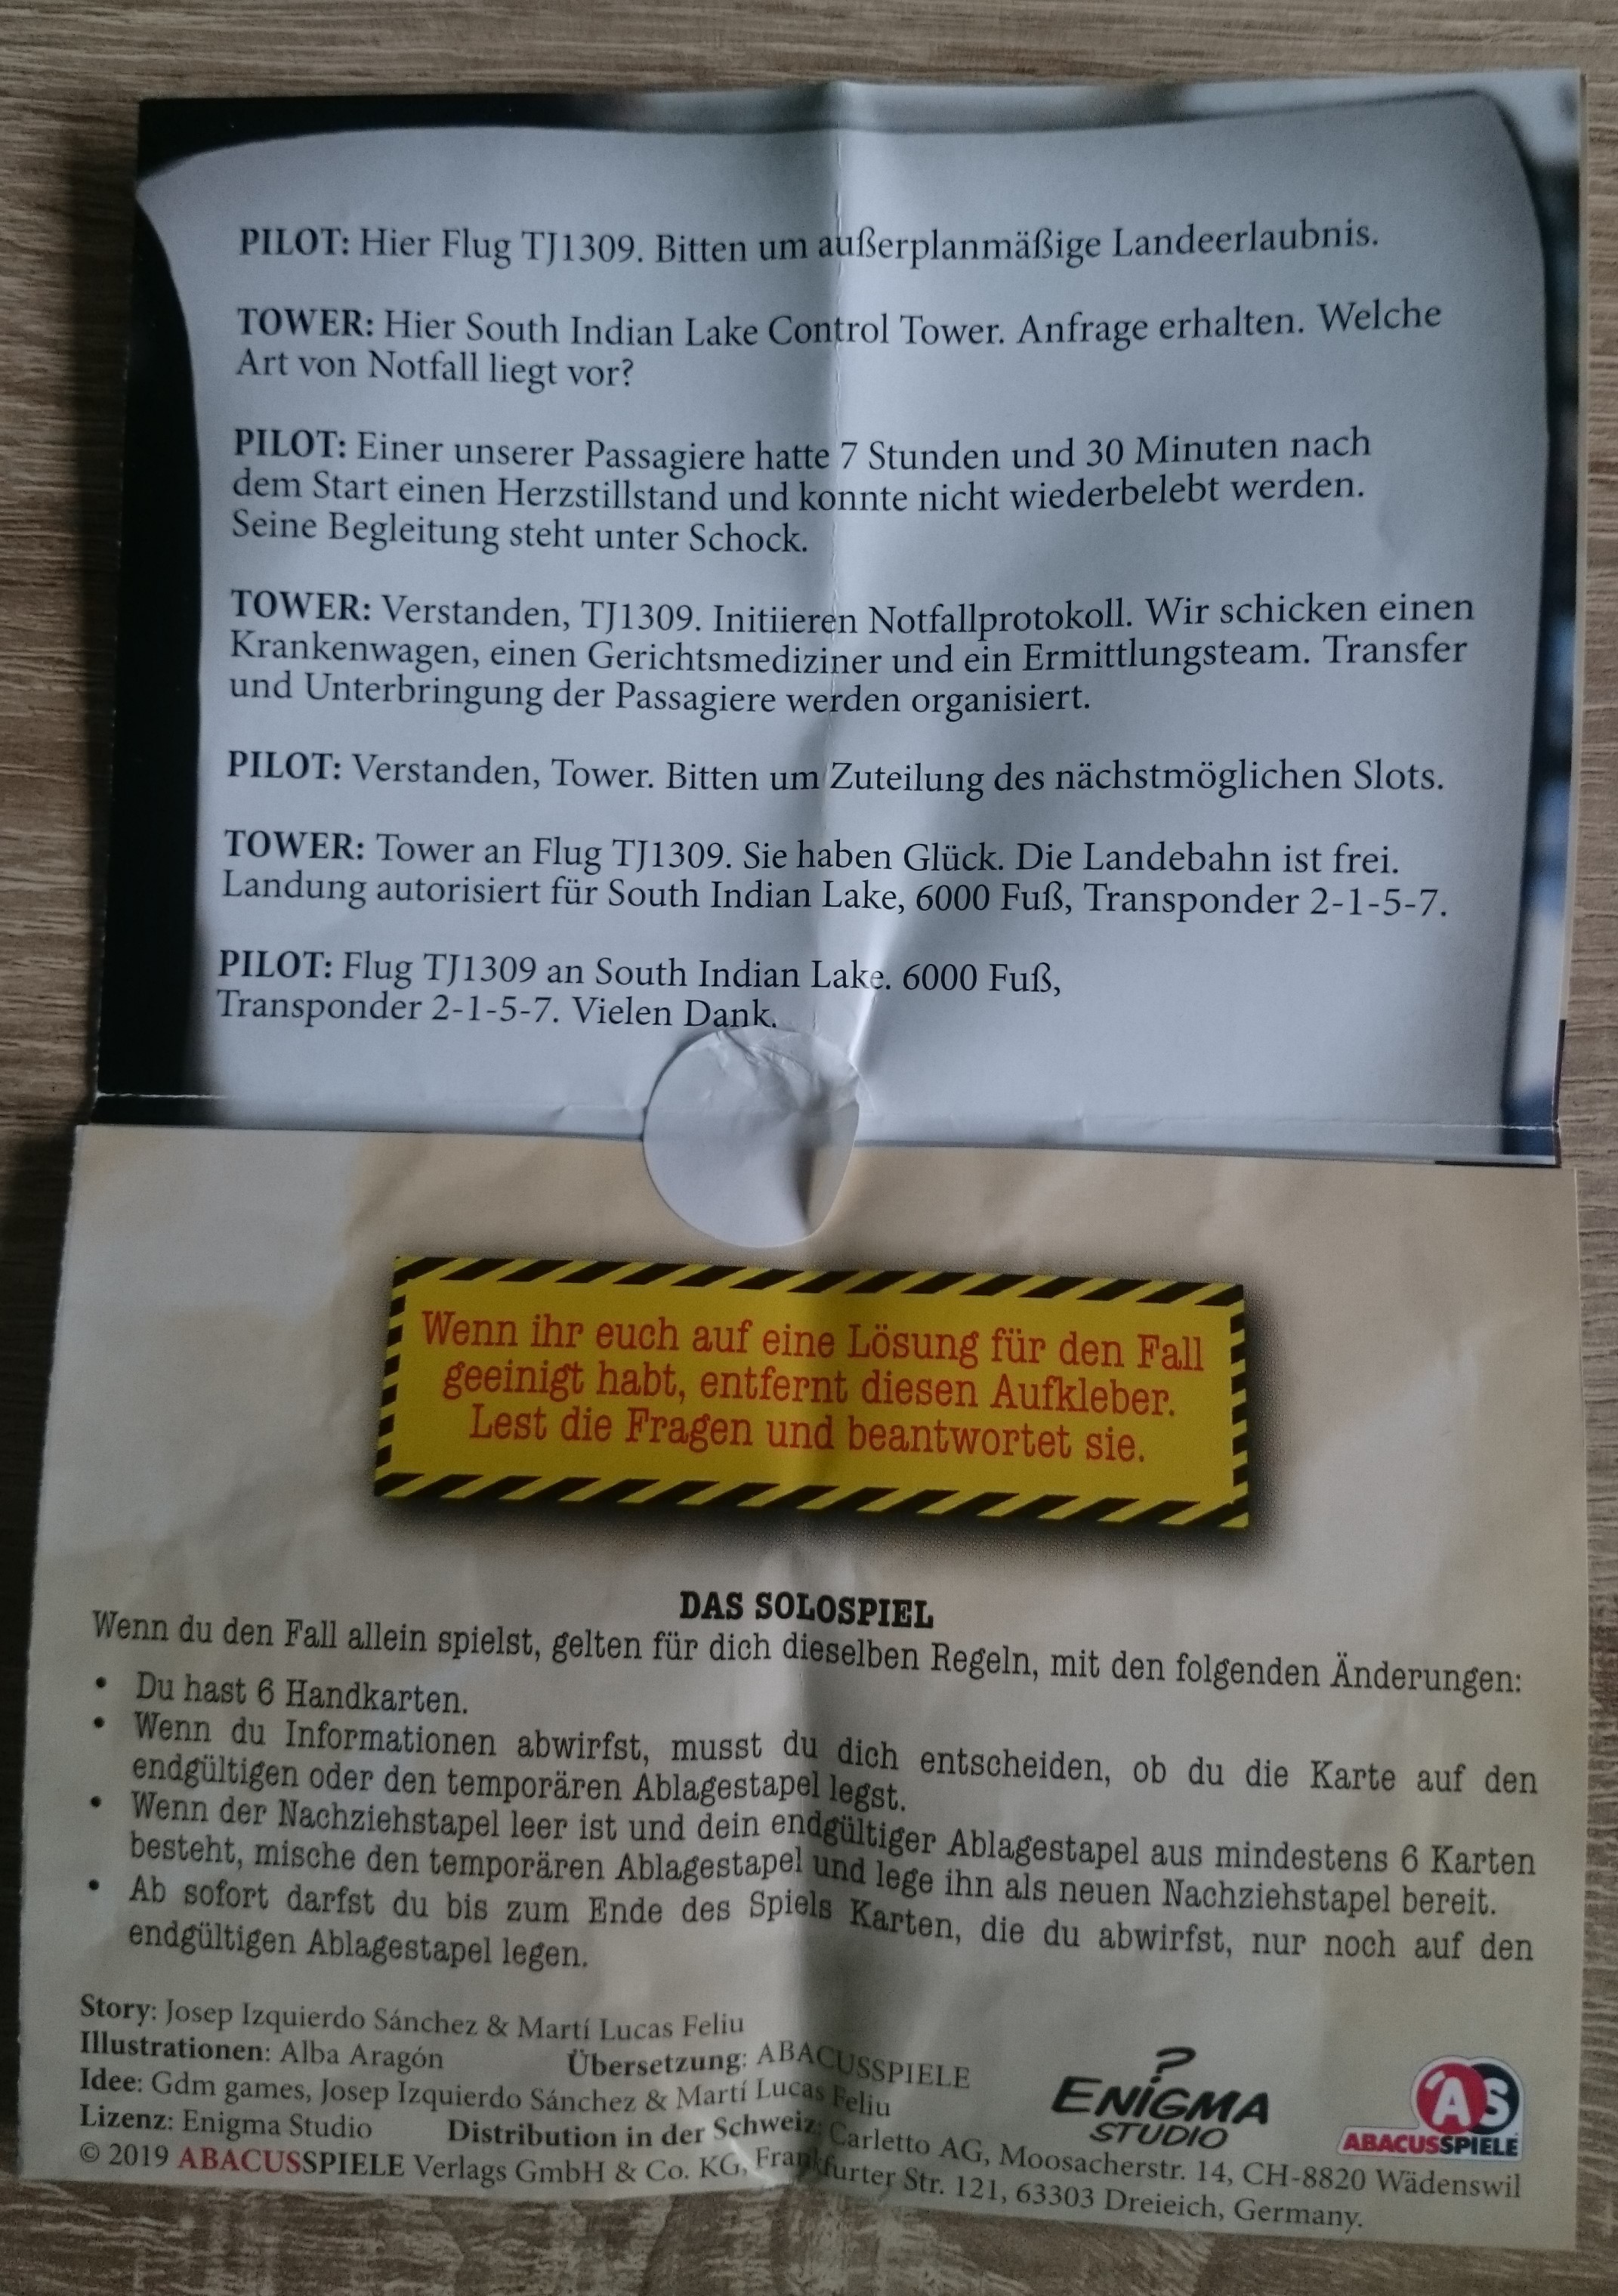 PILOT: Hier Flug TJ1309. Bitten um außerplanmäßige Landeerlaubnis.
TOWER: Hier South Indian Lake Control Tower. Anfrage erhalten. Welche
Art von Notfall liegt vor?
PILOT: Einer unserer Passagiere hatte 7 Stunden und 30 Minuten nach
dem Start einen Herzstillstand und konnte nicht wiederbelebt werden.
Seine Begleitung steht unter Schock.
TOWER: Verstanden, TJ1309. Initiieren Notfallprotokoll. Wir schicken einen
Krankenwagen, einen Gerichtsmediziner und ein Ermittlungsteam. Transfer
und Unterbringung der Passagiere werden organisiert.
PILOT: Verstanden, Tower. Bitten um Zuteilung des nächstmöglichen Slots.
TOWER: Tower an Flug TJ1309. Sie haben Glück. Die Landebahn ist frei.
Landung autorisiert für South Indian Lake, 6000 Fuß, Transponder 2-1-5-7.
PILOT: Flug TJ1309 an South Indian Lake. 6000 Fuß,
Transponder 2-1-5-7. Vielen Dank.
Wenn ihr euch auf eine Lösung für den Fall
geeinigt habt, entfernt diesen Aufkleber.
Lest die Fragen und beantwortet sie.
DAS SOLOSPIEL
Wenn du den Fall allein spielst, gelten für dich dieselben Regeln, mit den folgenden Änderungen:
• Du hast 6 Handkarten.
• Wenn du Informationen abwirfst, musst du dich entscheiden, ob du die Karte auf den
endgültigen oder den temporären Ablagestapel legst.
• Wenn der Nachziehstapel leer ist und dein endgültiger Ablagestapel aus mindestens 6 Karten
besteht, mische den temporären Ablagestapel und lege ihn als neuen Nachziehstapel bereit.
• Ab sofort darfst du bis zum Ende des Spiels Karten, die du abwirfst, nur noch auf den
endgültigen Ablagestapel legen.
Story: Josep Izquierdo Sánchez & Martí Lucas Feliu
Illustrationen: Alba Aragón Übersetzung: ABACUSSPIELE
Idee: Gdm games, Josep Izquierdo Sánchez & Martí Lucas Feliu
Lizenz: Enigma Studio Distribution in der Schweiz: Carletto AG, Moosacherstr. 14, CH-8820 Wädenswil
© 2019 ABACUSSPIELE Verlags GmbH & Co. KG, Frankfurter Str. 121, 63303 Dreieich, Germany.
ENIGMA
STUDIO
AS
ABACUSSPIELE